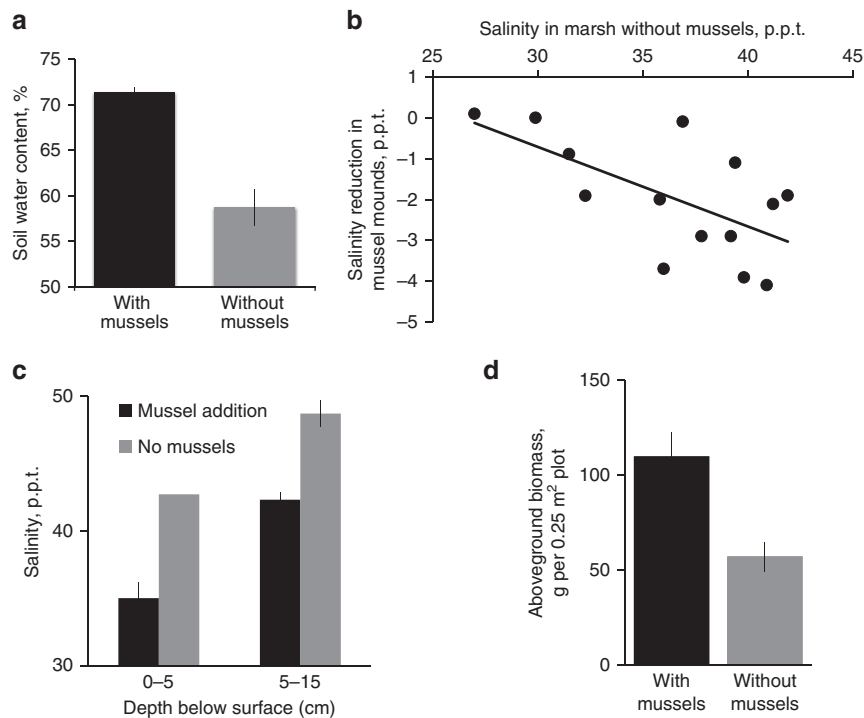 a
Soil water content, %
75
70
65
60
55
50
With
mussels
Without
mussels
b
Salinity in marsh without mussels, p.p.t.
25 30 35 40 45
Salinity reduction in
mussel mounds, p.p.t.
1
0
–1
–2
–3
–4
–5
c
Salinity, p.p.t.
50
40
30
Mussel addition
No mussels
0–5 5–15
Depth below surface (cm)
d
Aboveground biomass,
g per 0.25 m² plot
150
100
50
0
With
mussels
Without
mussels